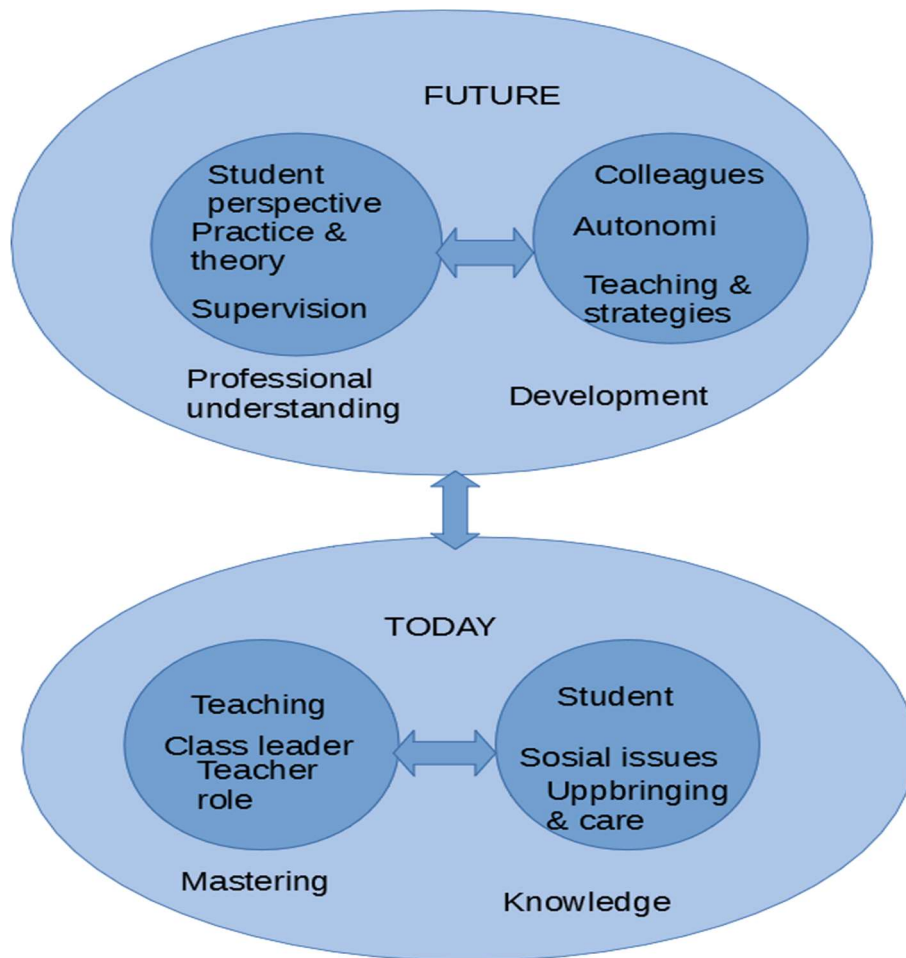 FUTURE
Student
perspective
Practice &
theory
Supervision
Colleagues
Autonomi
Teaching &
strategies
Professional
understanding
Development
TODAY
Teaching
Class leader
Teacher
role
Student
Sosial issues
Uppbringing
& care
Mastering
Knowledge